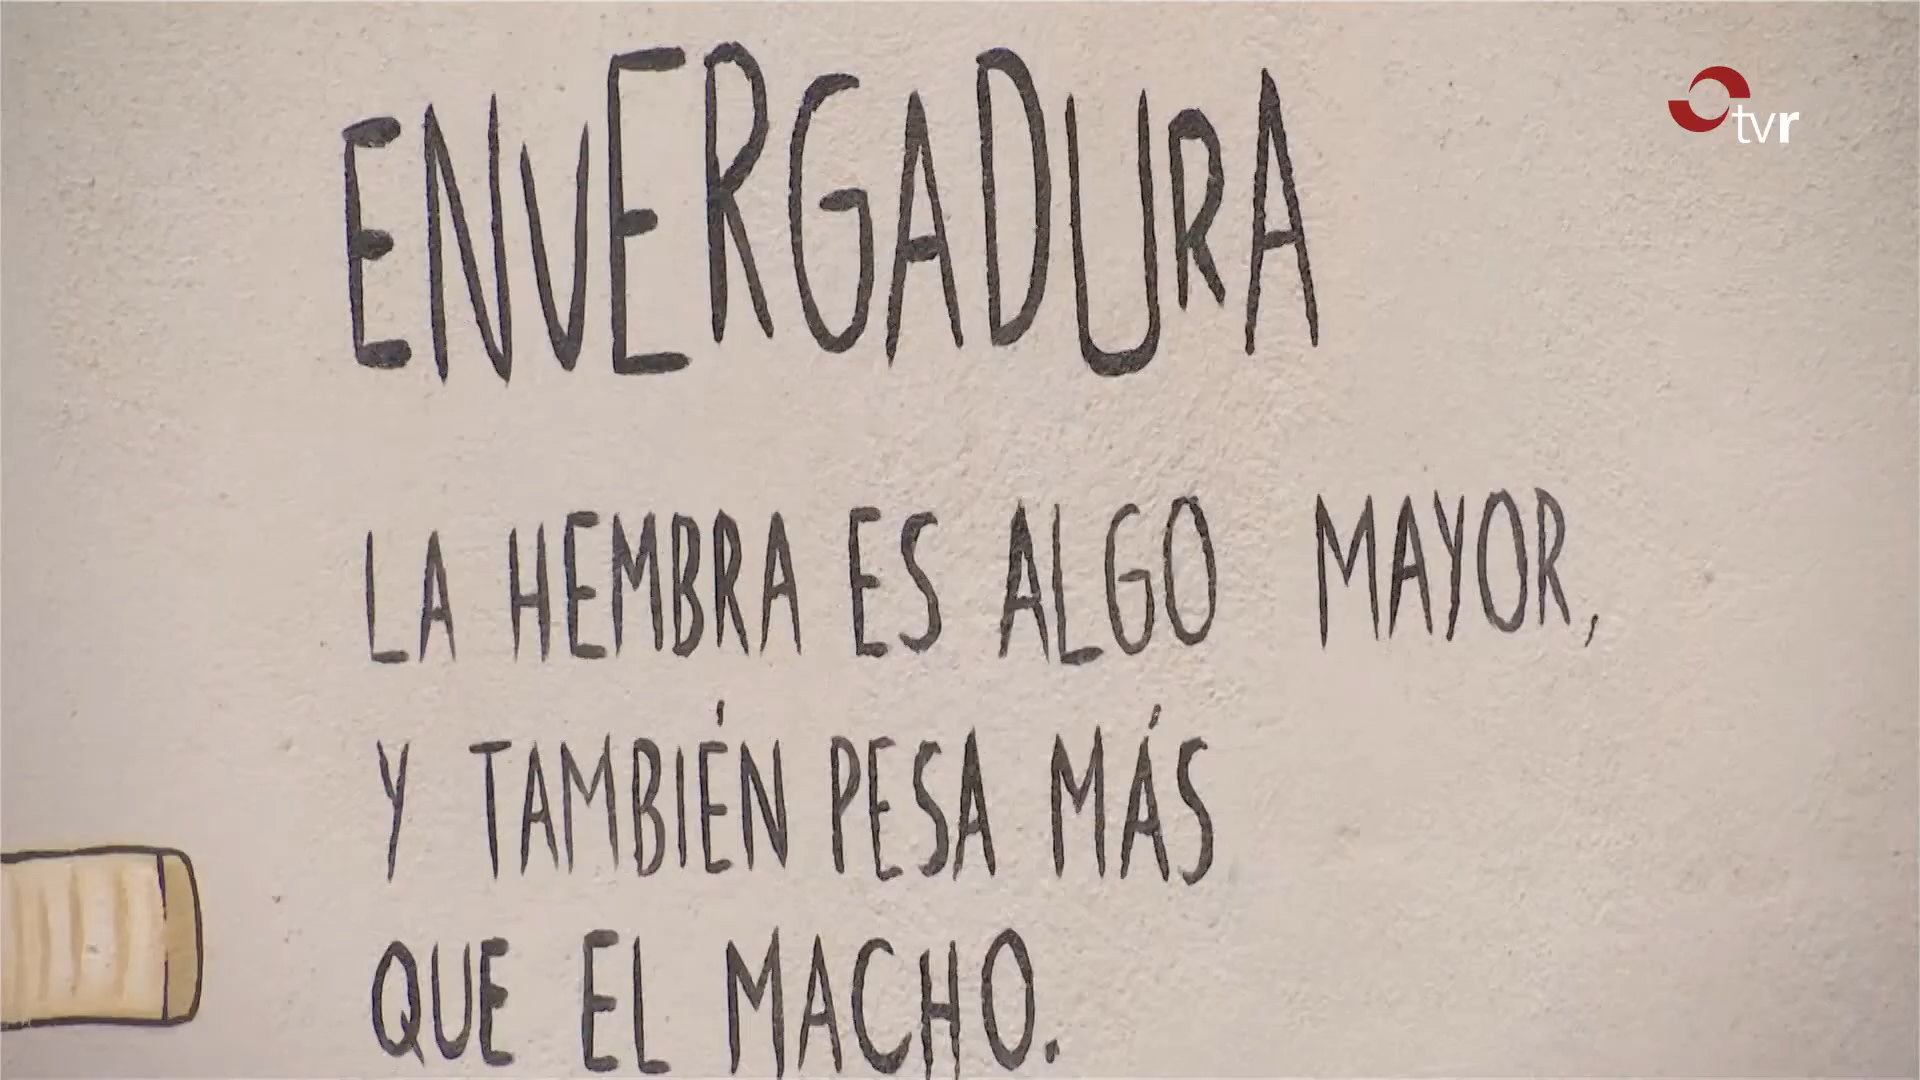 ENVERGADURA
LA HEMBRA ES ALGO MAYOR,
Y TAMBIÉN PESA MÁS
QUE EL MACHO.
tvr